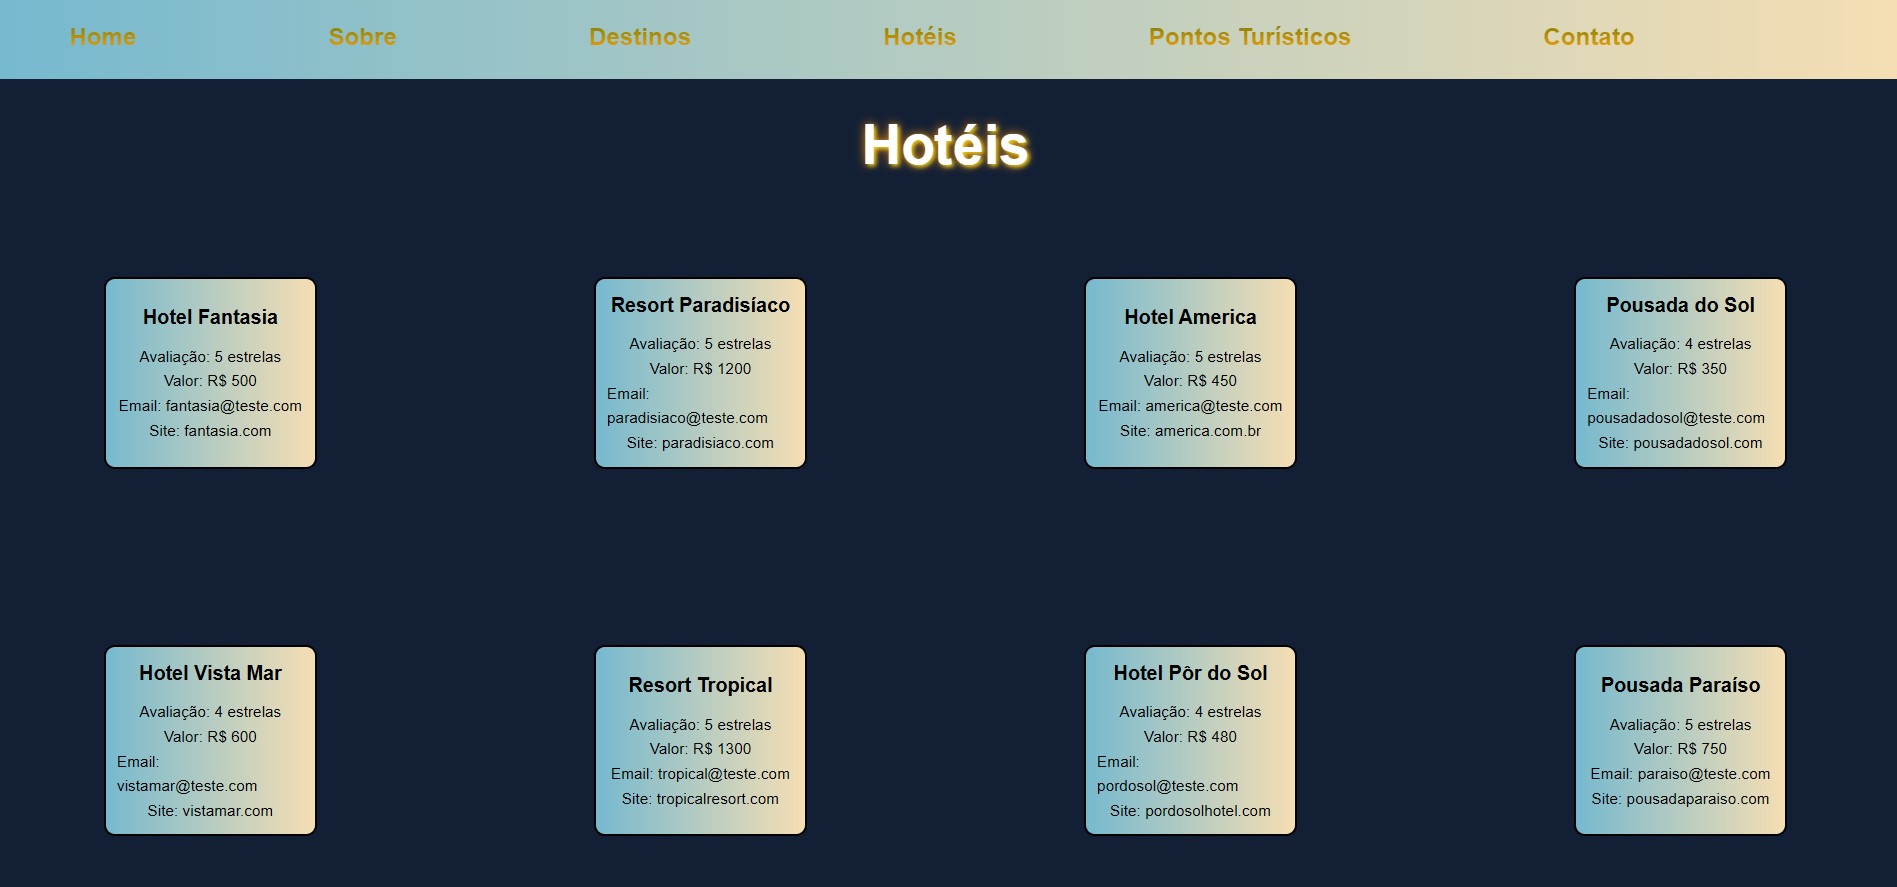 Home Sobre Destinos Hotéis Pontos Turísticos Contato
Hotéis
Hotel Fantasia
Avaliação: 5 estrelas
Valor: R$ 500
Email: fantasia@teste.com
Site: fantasia.com
Resort Paradisíaco
Avaliação: 5 estrelas
Valor: R$ 1200
Email:
paradisiaco@teste.com
Site: paradisiaco.com
Hotel America
Avaliação: 5 estrelas
Valor: R$ 450
Email: america@teste.com
Site: america.com.br
Pousada do Sol
Avaliação: 4 estrelas
Valor: R$ 350
Email:
pousadadosol@teste.com
Site: pousadadosol.com
Hotel Vista Mar
Avaliação: 4 estrelas
Valor: R$ 600
Email:
vistamar@teste.com
Site: vistamar.com
Resort Tropical
Avaliação: 5 estrelas
Valor: R$ 1300
Email: tropical@teste.com
Site: tropicalresort.com
Hotel Pôr do Sol
Avaliação: 4 estrelas
Valor: R$ 480
Email:
pordosol@teste.com
Site: pordosolhotel.com
Pousada Paraíso
Avaliação: 5 estrelas
Valor: R$ 750
Email: paraiso@teste.com
Site: pousadaparaiso.com